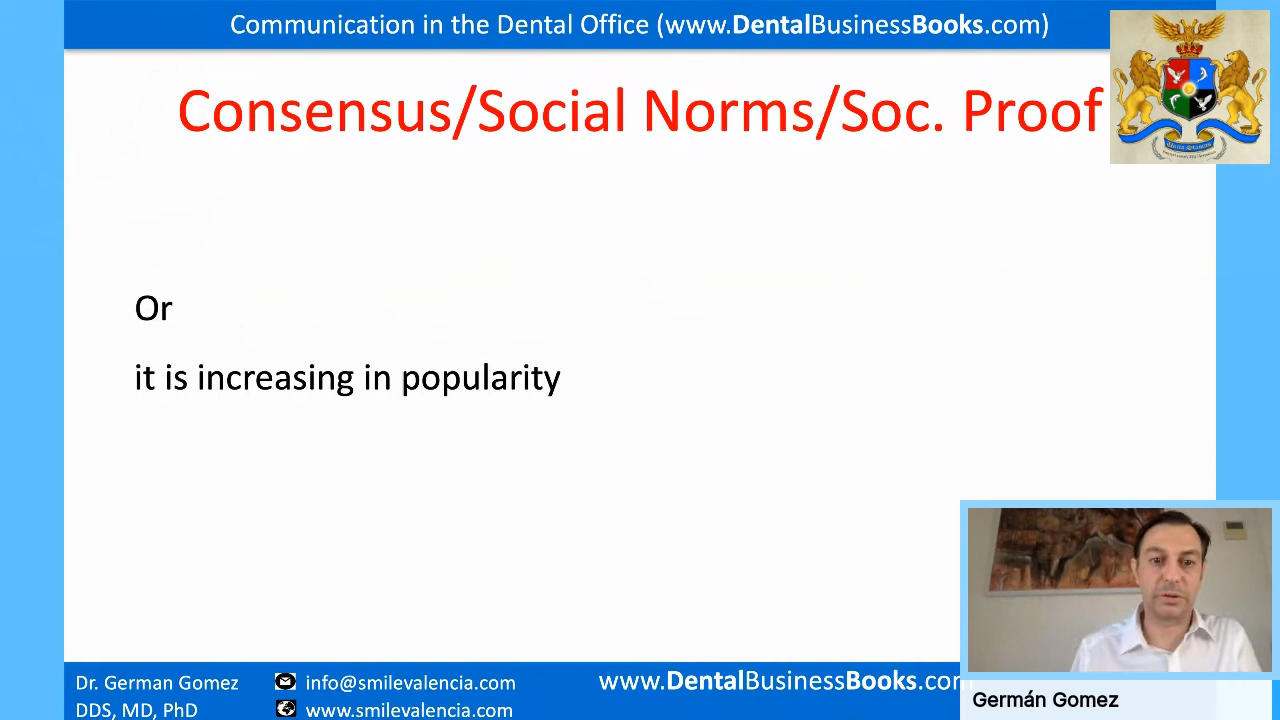 Communication in the Dental Office (www.DentalBusinessBooks.com)
Consensus/Social Norms/Soc. Proof
Or
it is increasing in popularity
Dr. German Gomez
DDS, MD, PhD
info@smilevalencia.com
www.smilevalencia.com
www.DentalBusinessBooks.com
Germán Gomez